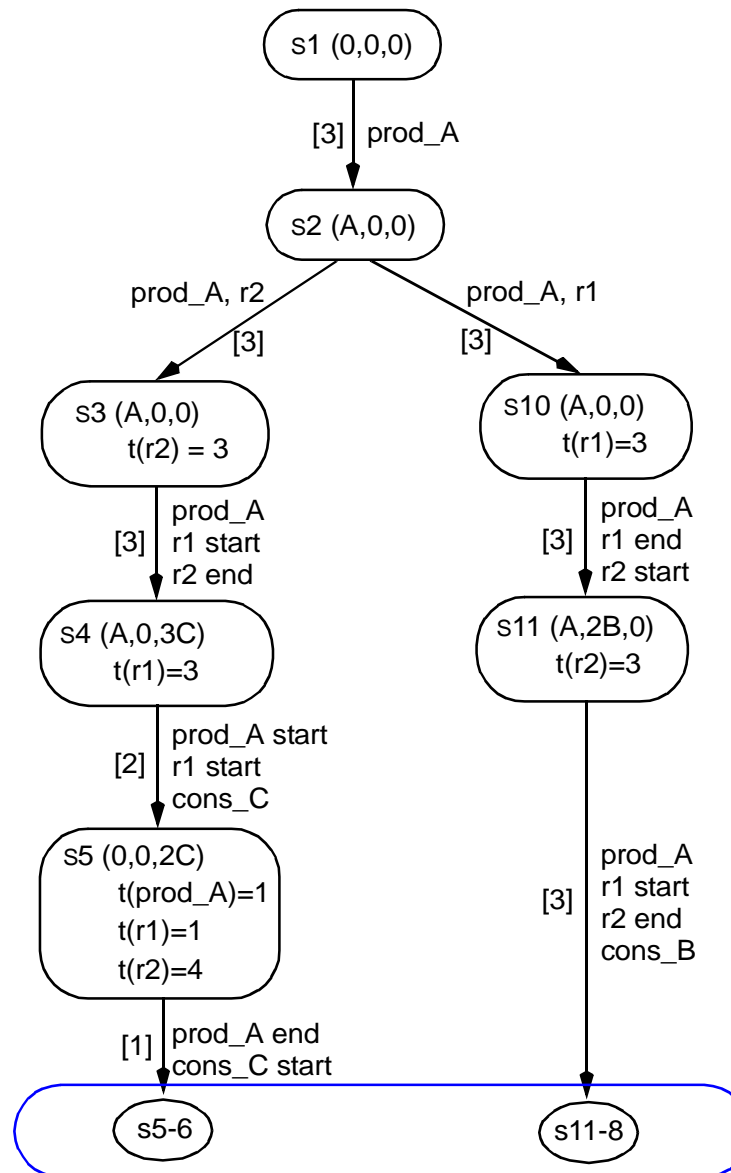 s1 (0,0,0)
[3] prod_A
s2 (A,0,0)
prod_A, r2
[3]
prod_A, r1
[3]
s3 (A,0,0)
t(r2) = 3
s10 (A,0,0)
t(r1)=3
[3]
prod_A
r1 start
r2 end
[3]
prod_A
r1 end
r2 start
s4 (A,0,3C)
t(r1)=3
s11 (A,2B,0)
t(r2)=3
[2]
prod_A start
r1 start
cons_C
s5 (0,0,2C)
t(prod_A)=1
t(r1)=1
t(r2)=4
[3]
prod_A
r1 start
r2 end
cons_B
[1]
prod_A end
cons_C start
s5-6
s11-8